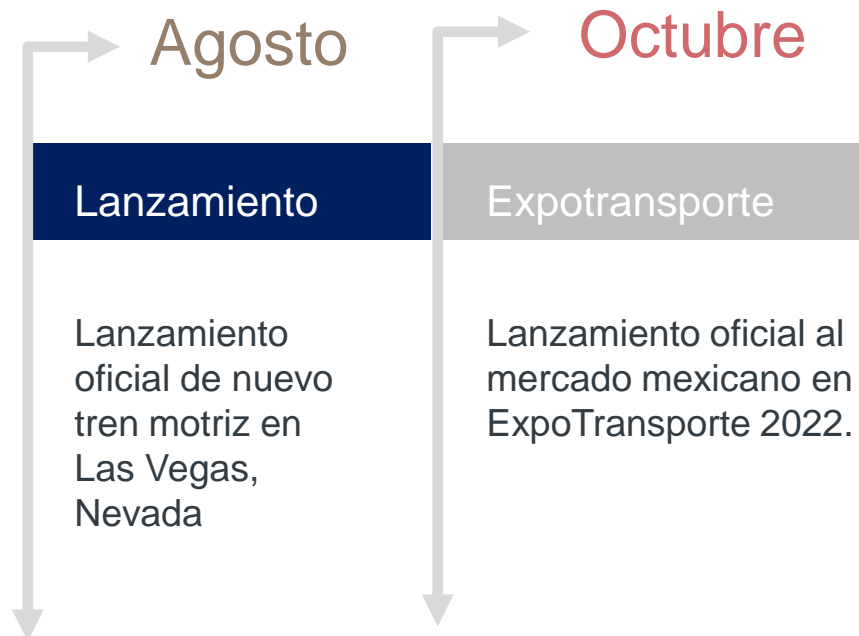 Agosto
Lanzamiento
Lanzamiento
oficial de nuevo
tren motriz en
Las Vegas,
Nevada
Octubre
Expotransporte
Lanzamiento oficial al
mercado mexicano en
ExpoTransporte 2022.